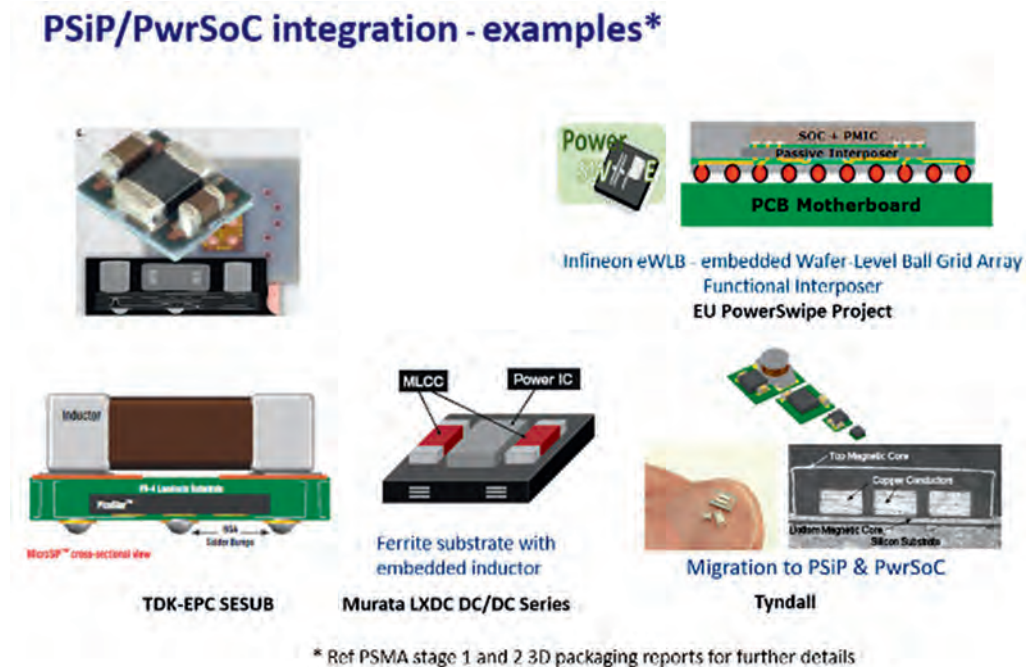 PSiP/PwrSoC integration - examples*
Power
SW E
SOC + PMIC
Passive Interposer
PCB Motherboard
Infineon eWLB - embedded Wafer-Level Ball Grid Array
Functional Interposer
EU PowerSwipe Project
Inductor
FR-4 Laminate Substrate
PicoStar™
BGA
Solder Bumps
MicroSiP™ cross-sectional view
TDK-EPC SESUB
MLCC
Power IC
Ferrite substrate with
embedded inductor
Murata LXDC DC/DC Series
Top Magnetic Core
Copper Conductors
Bottom Magnetic Core
Silicon Substrate
Migration to PSiP & PwrSoC
Tyndall
* Ref PSMA stage 1 and 2 3D packaging reports for further details